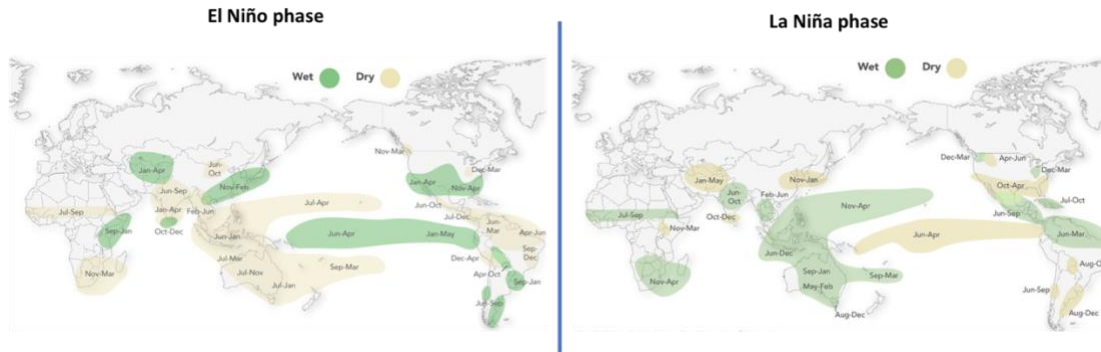 El Niño phase
Wet Dry
Nov-Mar
Jun-Oct
Dec-Mar
Jan-Apr
Nov-Feb
Jan-Apr
Nov-Apr
Jun-Sep
Jan-Apr
Feb-Jun
Jul-Apr
Jun-Oct
Jul-Dec
Jul-Sep
Oct-Dec
Sep-Jan
Jun-Jan
Jun-Apr
Jan-May
Jun-Mar
Apr-Jun
Sep-Dec
Jul-Mar
Dec-Apr
Nov-Mar
Jul-Nov
Sep-Mar
Apr-Oct
Sep-Jan
Jul-Jan
Jun-Sep
La Niña phase
Wet Dry
Dec-Mar
Apr-Jun
Dec-Mar
Jan-May
Nov-Jan
Oct-Apr
Jun-Oct
Feb-Jun
Nov-Apr
Jul-Oct
Jul-Sep
Oct-Dec
Jun-Sep
Nov-Mar
Jun-Dec
Jun-Apr
Jun-Mar
Nov-Apr
Sep-Jan
Sep-Mar
Aug-O
May-Feb
Jun-Sep
Aug-Dec
Aug-Dec